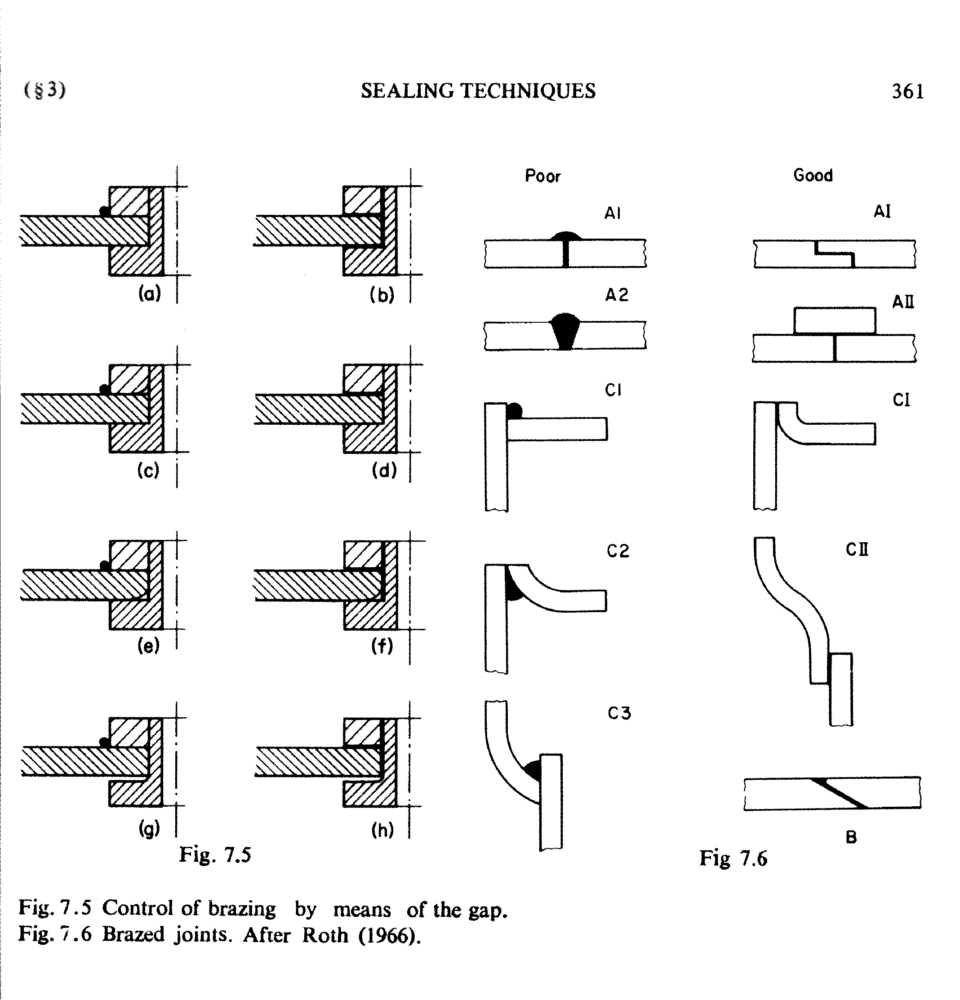 (§3) SEALING TECHNIQUES 361
Poor Good
A1 AI
(a) (b)
A2 AII
C1 CI
(c) (d)
C2 CII
(e) (f)
C3
(g) (h) B
Fig. 7.5 Fig 7.6
Fig. 7.5 Control of brazing by means of the gap.
Fig. 7.6 Brazed joints. After Roth (1966).